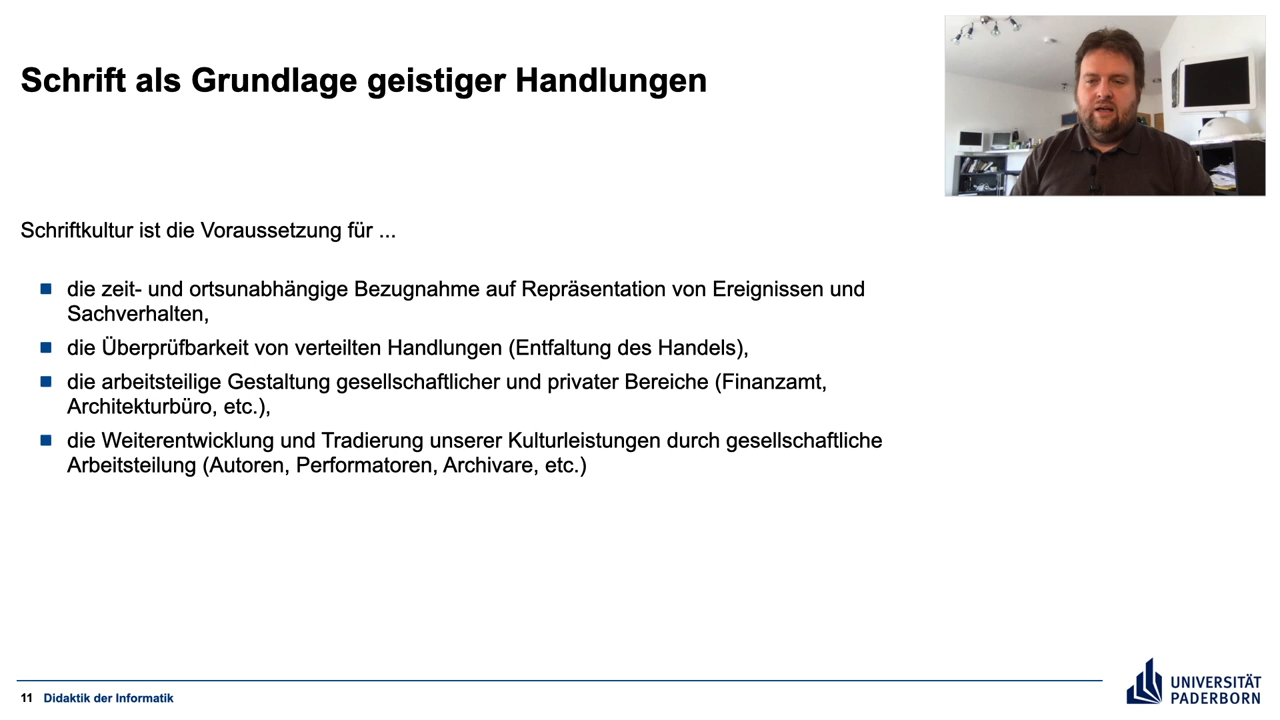 Schrift als Grundlage geistiger Handlungen
Schriftkultur ist die Voraussetzung für ...
die zeit- und ortsunabhängige Bezugnahme auf Repräsentation von Ereignissen und
Sachverhalten,
die Überprüfbarkeit von verteilten Handlungen (Entfaltung des Handels),
die arbeitsteilige Gestaltung gesellschaftlicher und privater Bereiche (Finanzamt,
Architekturbüro, etc.),
die Weiterentwicklung und Tradierung unserer Kulturleistungen durch gesellschaftliche
Arbeitsteilung (Autoren, Performatoren, Archivare, etc.)
11 Didaktik der Informatik
UNIVERSITÄT
PADERBORN